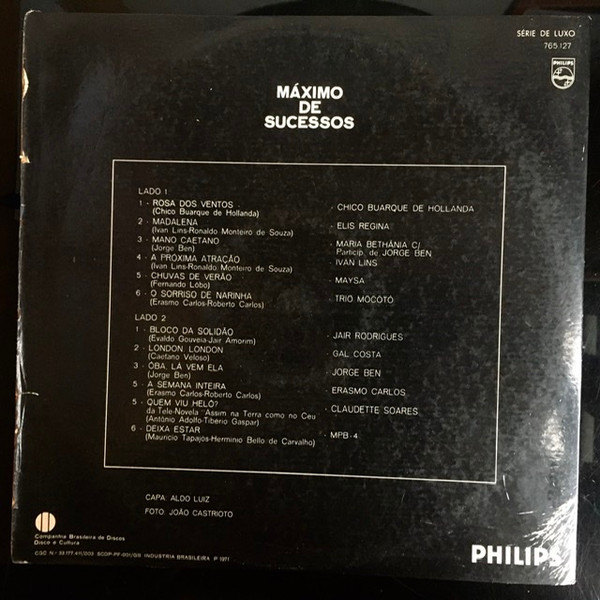 SÉRIE DE LUXO
765.127
PHILIPS
MÁXIMO
DE
SUCESSOS
LADO 1
1 - ROSA DOS VENTOS - CHICO BUARQUE DE HOLLANDA
(Chico Buarque de Hollanda)
2 - MADALENA - ELIS REGINA
(Ivan Lins-Ronaldo Monteiro de Souza)
3 - MANO CAETANO - MARIA BETHÂNIA C/
(Jorge Ben) Particip. de JORGE BEN
4 - A PRÓXIMA ATRAÇÃO - IVAN LINS
(Ivan Lins-Ronaldo Monteiro de Souza)
5 - CHUVAS DE VERÃO - MAYSA
(Fernando Lôbo)
6 - O SORRISO DE NARINHA - TRIO MOCOTÓ
(Erasmo Carlos-Roberto Carlos)
LADO 2
1 - BLOCO DA SOLIDÃO - JAIR RODRIGUES
(Evaldo Gouveia-Jair Amorim)
2 - LONDON, LONDON - GAL COSTA
(Caetano Veloso)
3 - ÔBA, LÁ VEM ELA - JORGE BEN
(Jorge Ben)
5 - A SEMANA INTEIRA - ERASMO CARLOS
(Erasmo Carlos-Roberto Carlos)
5 - QUEM VIU HELÔ? - CLAUDETTE SOARES
da Tele-Novela "Assim na Terra como no Céu
(Antônio Adolfo-Tibério Gaspar)
6 - DEIXA ESTAR - MPB-4
(Mauricio Tapajós-Herminio Bello de Carvalho)
CAPA: ALDO LUIZ
FOTO: JOÃO CASTRIOTO
Companhia Brasileira de Discos
Disco é Cultura
INDUSTRIA BRASILEIRA P 1971
PHILIPS